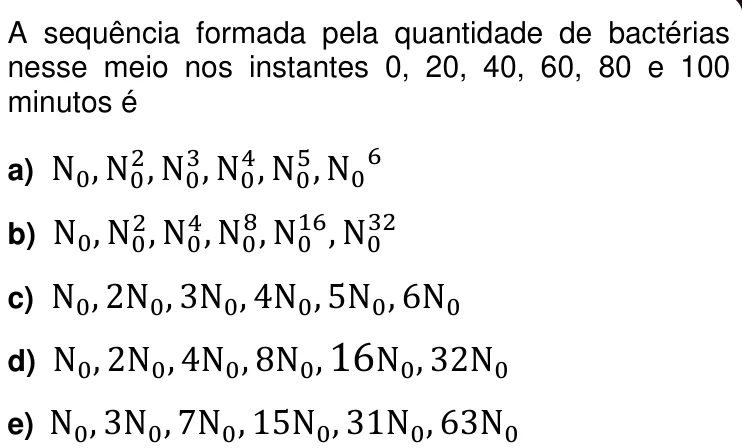 A sequência formada pela quantidade de bactérias
nesse meio nos instantes 0, 20, 40, 60, 80 e 100
minutos é
a) N₀, N₀², N₀³, N₀⁴, N₀⁵, N₀⁶
b) N₀, N₀², N₀⁴, N₀⁸, N₀¹⁶, N₀³²
c) N₀, 2N₀, 3N₀, 4N₀, 5N₀, 6N₀
d) N₀, 2N₀, 4N₀, 8N₀, 16N₀, 32N₀
e) N₀, 3N₀, 7N₀, 15N₀, 31N₀, 63N₀